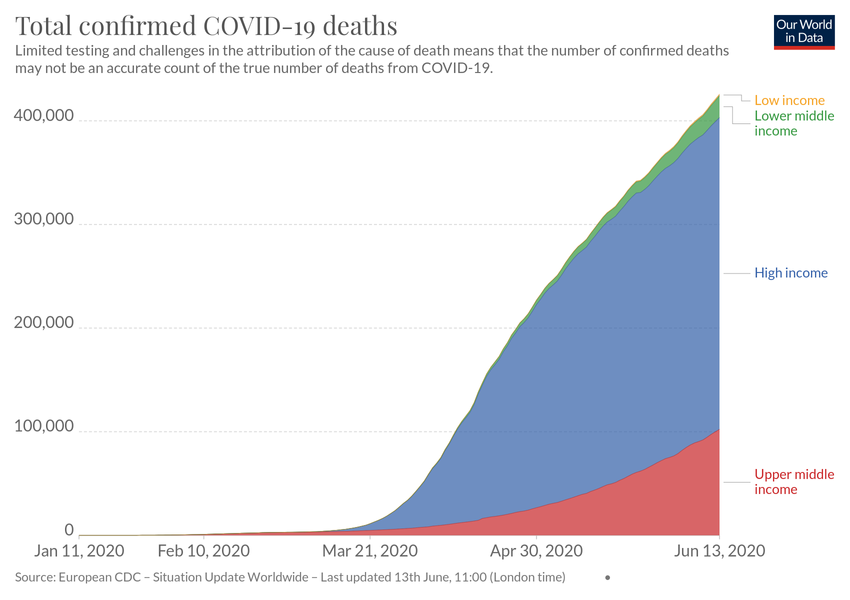 Total confirmed COVID-19 deaths
Our World
in Data
Limited testing and challenges in the attribution of the cause of death means that the number of confirmed deaths
may not be an accurate count of the true number of deaths from COVID-19.
Low income
400,000
Lower middle
income
300,000
High income
200,000
100,000
Upper middle
income
0
Jan 11, 2020
Feb 10, 2020
Mar 21, 2020
Apr 30, 2020
Jun 13, 2020
Source: European CDC – Situation Update Worldwide – Last updated 13th June, 11:00 (London time)